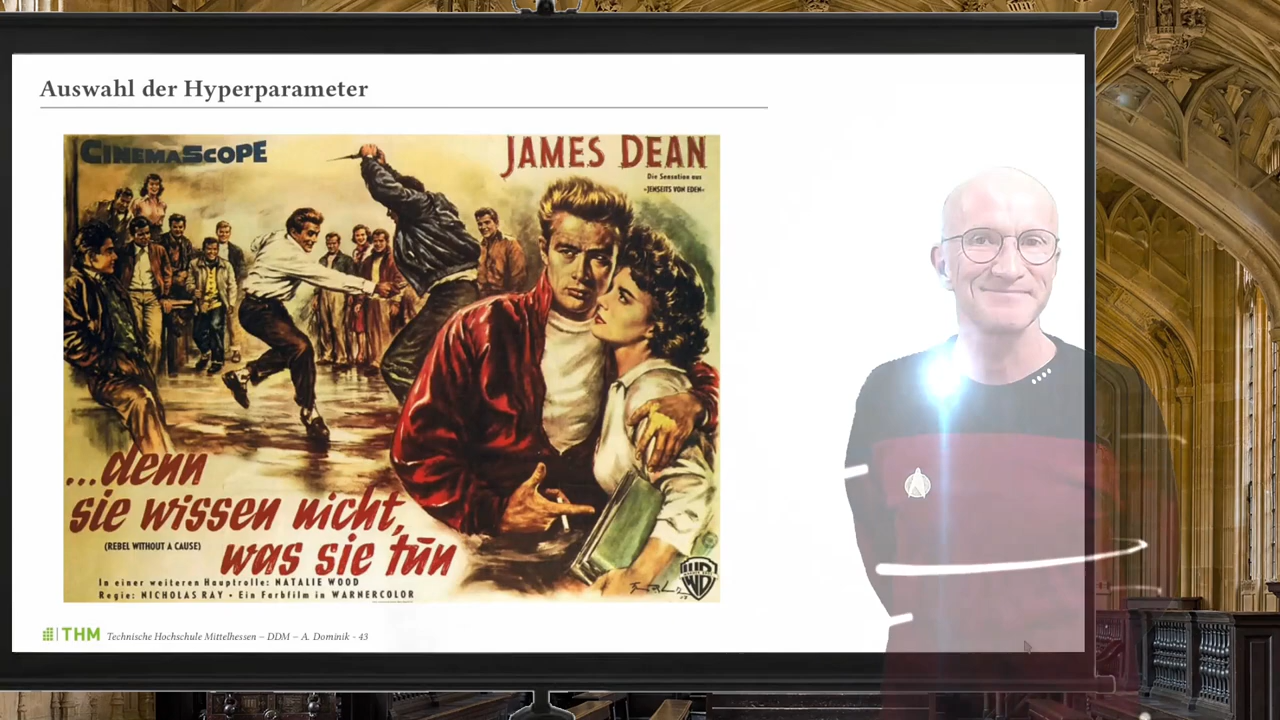 Auswahl der Hyperparameter
CINEMASCOPE
JAMES DEAN
Die Sensation aus
»JENSEITS VON EDEN«
...denn
sie wissen nicht,
(REBEL WITHOUT A CAUSE)
was sie tun
In einer weiteren Hauptrolle: NATALIE WOOD
Regie: NICHOLAS RAY • Ein Farbfilm in WARNERCOLOR
WB
THM Technische Hochschule Mittelhessen – DDM – A. Dominik - 43